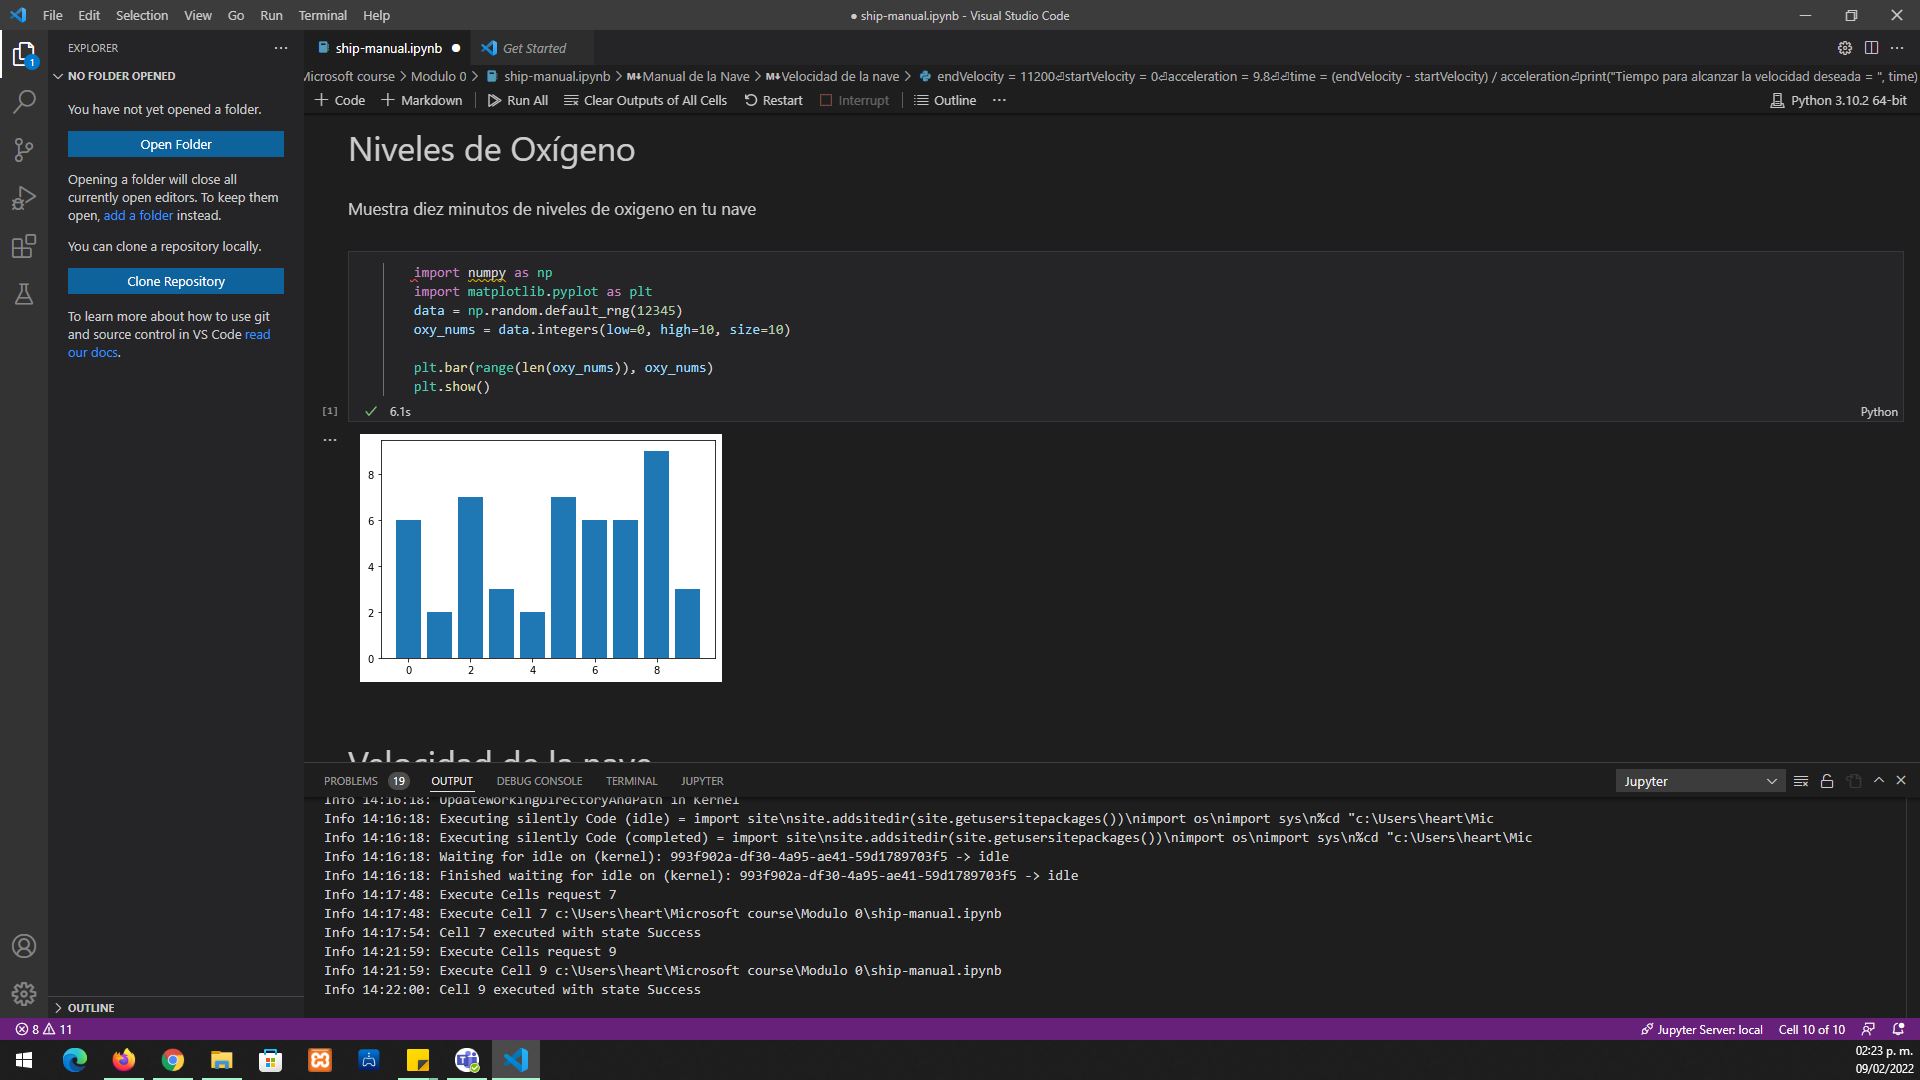 File Edit Selection View Go Run Terminal Help
● ship-manual.ipynb - Visual Studio Code
EXPLORER
ship-manual.ipynb
Get Started
NO FOLDER OPENED
Microsoft course > Modulo 0 > ship-manual.ipynb > M↓Manual de la Nave > M↓Velocidad de la nave > endVelocity = 11200⏎startVelocity = 0⏎acceleration = 9.8⏎⏎time = (endVelocity - startVelocity) / acceleration⏎print("Tiempo para alcanzar la velocidad deseada = ", time)
+ Code + Markdown Run All Clear Outputs of All Cells Restart Interrupt Outline ...
Python 3.10.2 64-bit
1
You have not yet opened a folder.
Open Folder
Opening a folder will close all
currently open editors. To keep them
open, add a folder instead.
You can clone a repository locally.
Clone Repository
To learn more about how to use git
and source control in VS Code read
our docs.
OUTLINE
Niveles de Oxígeno
Muestra diez minutos de niveles de oxigeno en tu nave
import numpy as np
import matplotlib.pyplot as plt
data = np.random.default_rng(12345)
oxy_nums = data.integers(low=0, high=10, size=10)
plt.bar(range(len(oxy_nums)), oxy_nums)
plt.show()
[1]
6.1s
Python
8
6
4
2
0
0 2 4 6 8
Velocidad de la nave
PROBLEMS 19 OUTPUT DEBUG CONSOLE TERMINAL JUPYTER
Jupyter
Info 14:16:18: UpdateWorkingDirectoryAndPath in Kernel
Info 14:16:18: Executing silently Code (idle) = import site\nsite.addsitedir(site.getusersitepackages())\nimport os\nimport sys\n%cd "c:\Users\heart\Mic
Info 14:16:18: Executing silently Code (completed) = import site\nsite.addsitedir(site.getusersitepackages())\nimport os\nimport sys\n%cd "c:\Users\heart\Mic
Info 14:16:18: Waiting for idle on (kernel): 993f902a-df30-4a95-ae41-59d1789703f5 -> idle
Info 14:16:18: Finished waiting for idle on (kernel): 993f902a-df30-4a95-ae41-59d1789703f5 -> idle
Info 14:17:48: Execute Cells request 7
Info 14:17:48: Execute Cell 7 c:\Users\heart\Microsoft course\Modulo 0\ship-manual.ipynb
Info 14:17:54: Cell 7 executed with state Success
Info 14:21:59: Execute Cells request 9
Info 14:21:59: Execute Cell 9 c:\Users\heart\Microsoft course\Modulo 0\ship-manual.ipynb
Info 14:22:00: Cell 9 executed with state Success
8 11
Jupyter Server: local
Cell 10 of 10
02:23 p. m.
09/02/2022